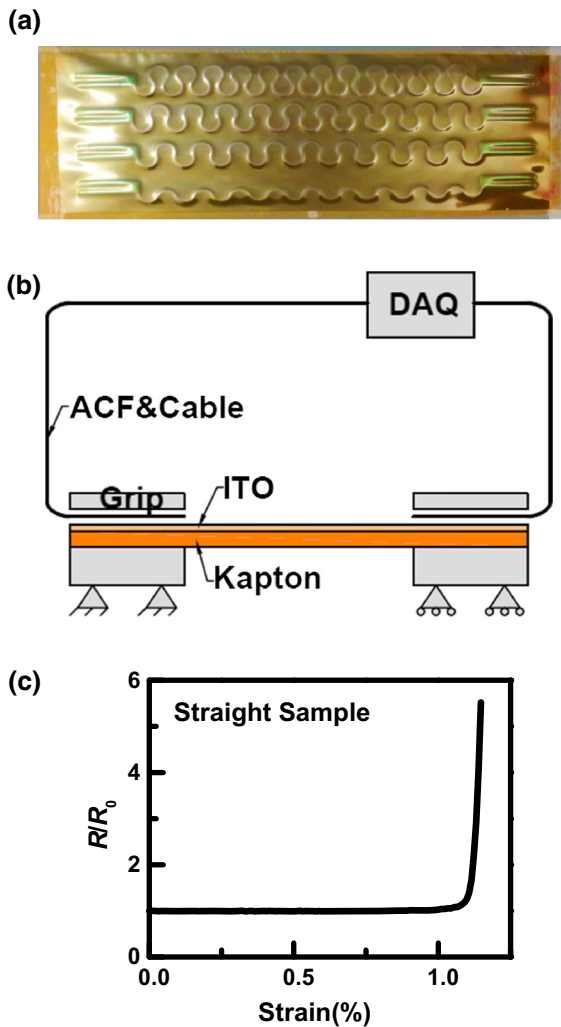 (a)
(b)
DAQ
ACF&Cable
Grip
ITO
Kapton
(c)
6
Straight Sample
4
R/R0
2
0
0.0 0.5 1.0
Strain(%)